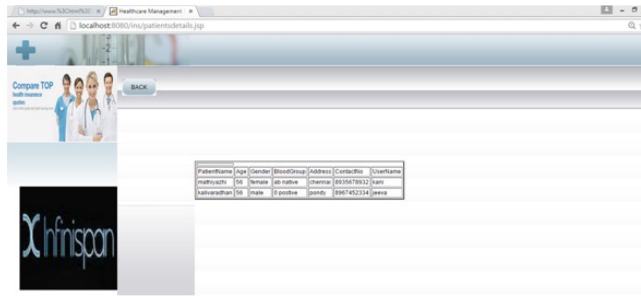 Healthcare Management
localhost:8080/ins/patientsdetails.jsp
Compare TOP
health insurance
quotes
BACK
PatientName Age Gender BloodGroup Address ContactNo UserName
mathiyazhi 56 female ab native chennai 8935678932 kani
kalivaradhan 56 male 0 postive pondy 8967452334 jeeva
Infinispan